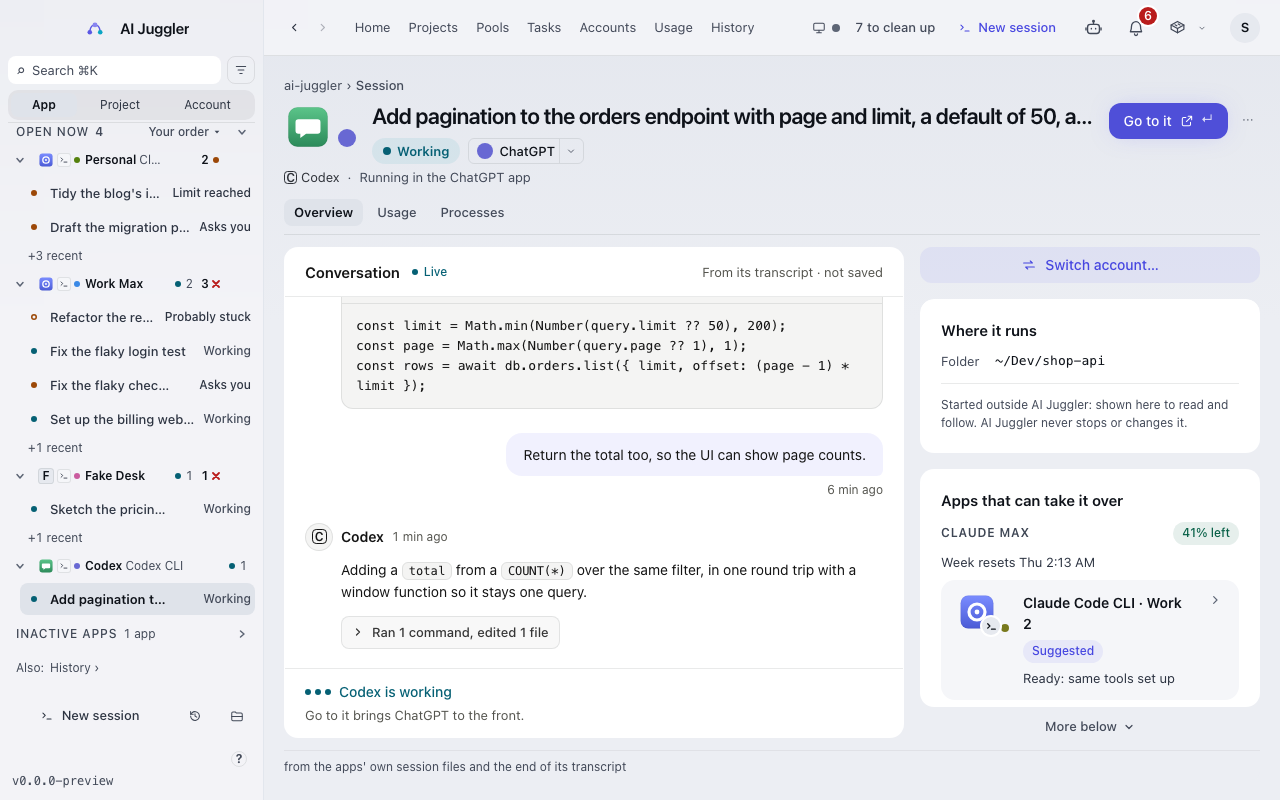 AI Juggler
Search ⌘K
App Project Account
OPEN NOW 4 Your order
Personal Cl... 2
Tidy the blog's i... Limit reached
Draft the migration p... Asks you
+3 recent
Work Max 2 3
Refactor the re... Probably stuck
Fix the flaky login test Working
Fix the flaky chec... Asks you
Set up the billing web... Working
+1 recent
F Fake Desk 1 1
Sketch the pricin... Working
+1 recent
Codex Codex CLI 1
Add pagination t... Working
INACTIVE APPS 1 app
Also: History ›
New session
?
v0.0.0-preview
Home Projects Pools Tasks Accounts Usage History
7 to clean up
New session
6
S
ai-juggler › Session
Add pagination to the orders endpoint with page and limit, a default of 50, a...
Go to it
Working
ChatGPT
Codex · Running in the ChatGPT app
Overview Usage Processes
Conversation Live From its transcript · not saved
const limit = Math.min(Number(query.limit ?? 50), 200);
const page = Math.max(Number(query.page ?? 1), 1);
const rows = await db.orders.list({ limit, offset: (page − 1) *
limit });
Return the total too, so the UI can show page counts.
6 min ago
Codex 1 min ago
Adding a total from a COUNT(*) over the same filter, in one round trip with a
window function so it stays one query.
Ran 1 command, edited 1 file
Codex is working
Go to it brings ChatGPT to the front.
from the apps' own session files and the end of its transcript
Switch account...
Where it runs
Folder ~/Dev/shop-api
Started outside AI Juggler: shown here to read and
follow. AI Juggler never stops or changes it.
Apps that can take it over
CLAUDE MAX 41% left
Week resets Thu 2:13 AM
Claude Code CLI · Work
2
Suggested
Ready: same tools set up
More below